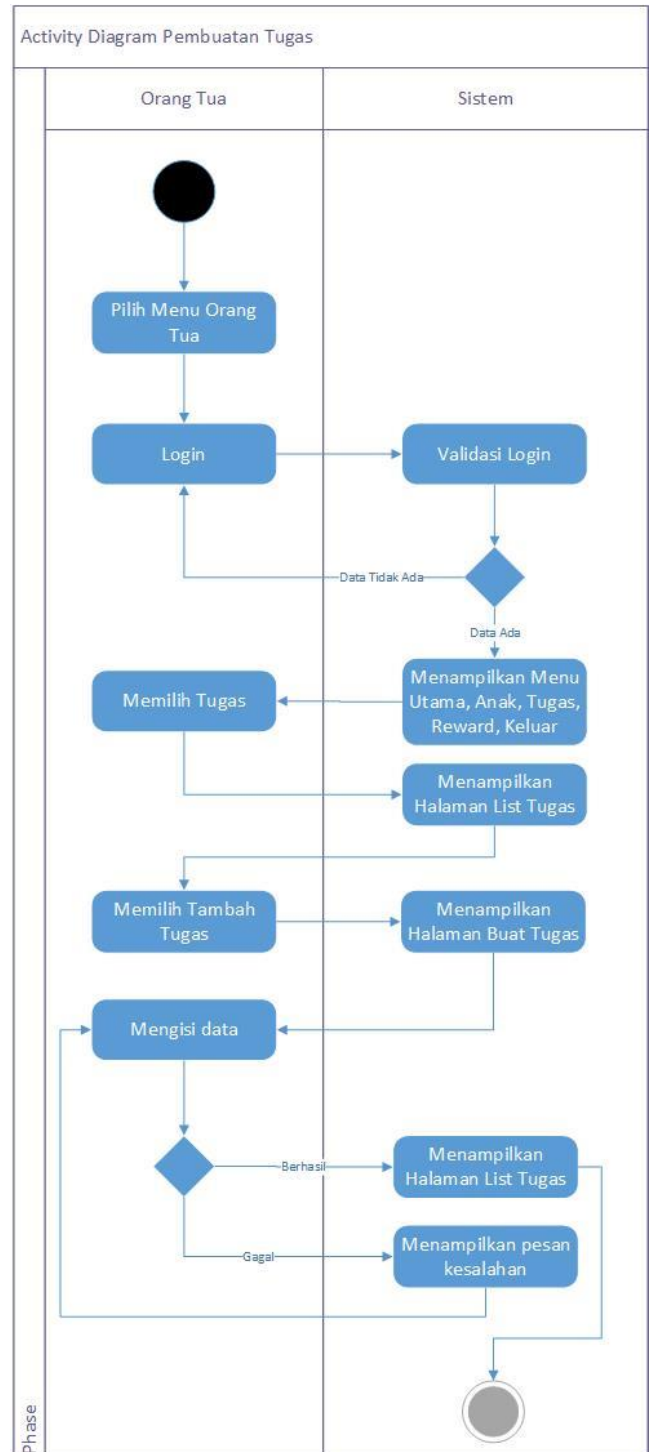 Activity Diagram Pembuatan Tugas
Orang Tua
Sistem
Pilih Menu Orang
Tua
Login
Validasi Login
Data Tidak Ada
Data Ada
Memilih Tugas
Menampilkan Menu
Utama, Anak, Tugas,
Reward, Keluar
Menampilkan
Halaman List Tugas
Memilih Tambah
Tugas
Menampilkan
Halaman Buat Tugas
Mengisi data
Berhasil
Menampilkan
Halaman List Tugas
Gagal
Menampilkan pesan
kesalahan
Phase